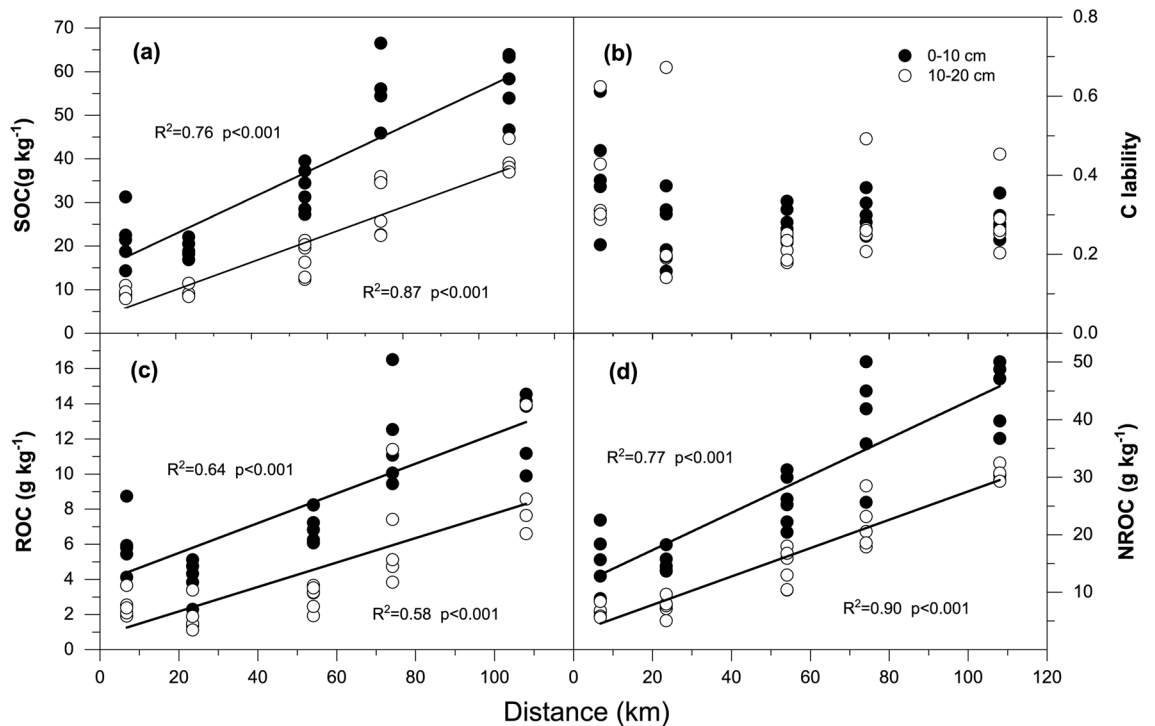 (a)
SOC(g kg⁻¹)
70
60
50
40
30
20
10
0
R²=0.76 p<0.001
R²=0.87 p<0.001
(b)
0-10 cm
10-20 cm
0.8
0.6
0.4
0.2
0.0
C lability
(c)
ROC (g kg⁻¹)
16
14
12
10
8
6
4
2
0
R²=0.64 p<0.001
R²=0.58 p<0.001
0 20 40 60 80 100
(d)
50
40
30
20
10
NROC (g kg⁻¹)
R²=0.77 p<0.001
R²=0.90 p<0.001
0 20 40 60 80 100 120
Distance (km)